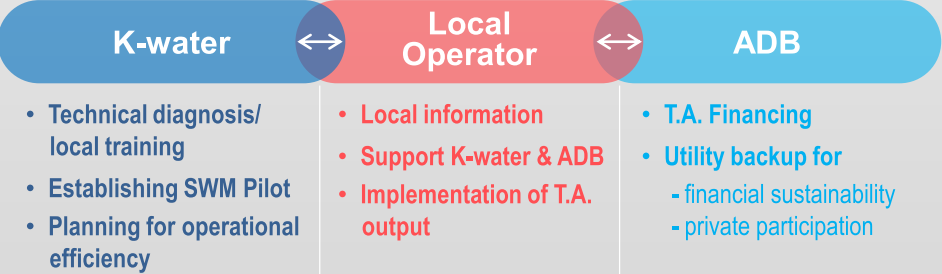 K-water
Local
Operator
ADB
• Technical diagnosis/
local training
• Establishing SWM Pilot
• Planning for operational
efficiency
• Local information
• Support K-water & ADB
• Implementation of T.A.
output
• T.A. Financing
• Utility backup for
- financial sustainability
- private participation